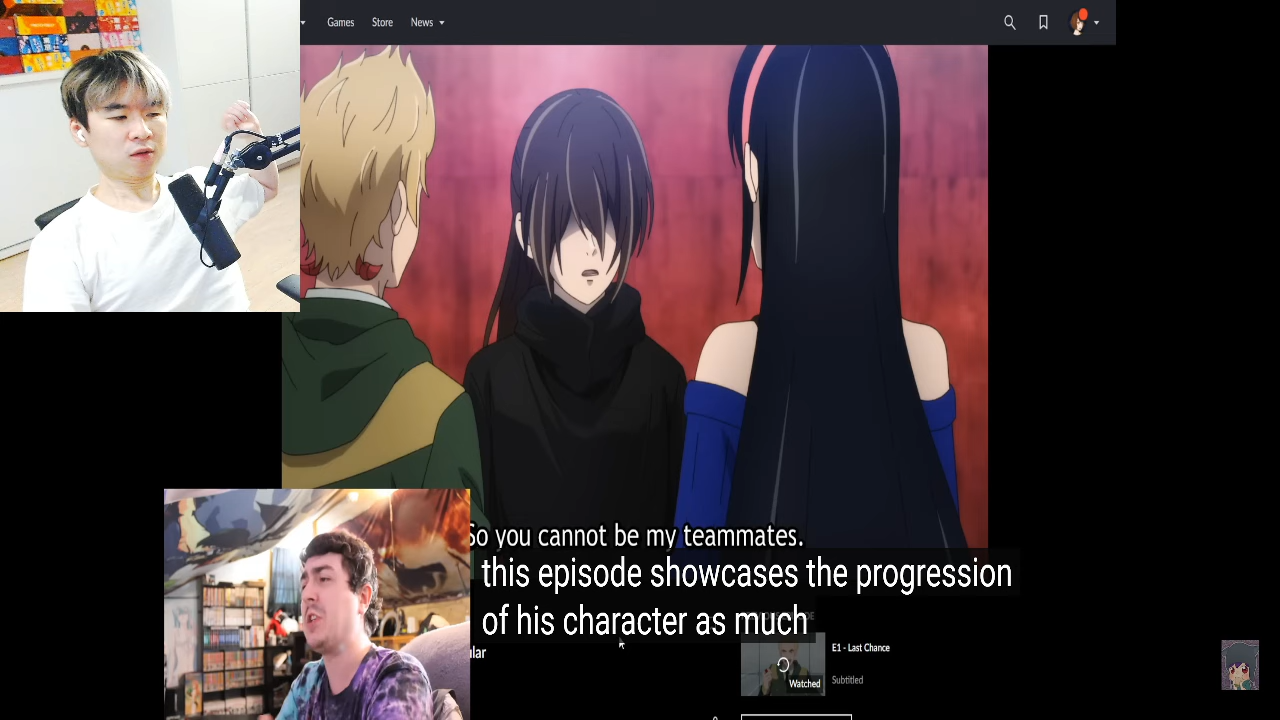 Games Store News
So you cannot be my teammates.
this episode showcases the progression
of his character as much
lar
E1 - Last Chance
Watched
Subtitled